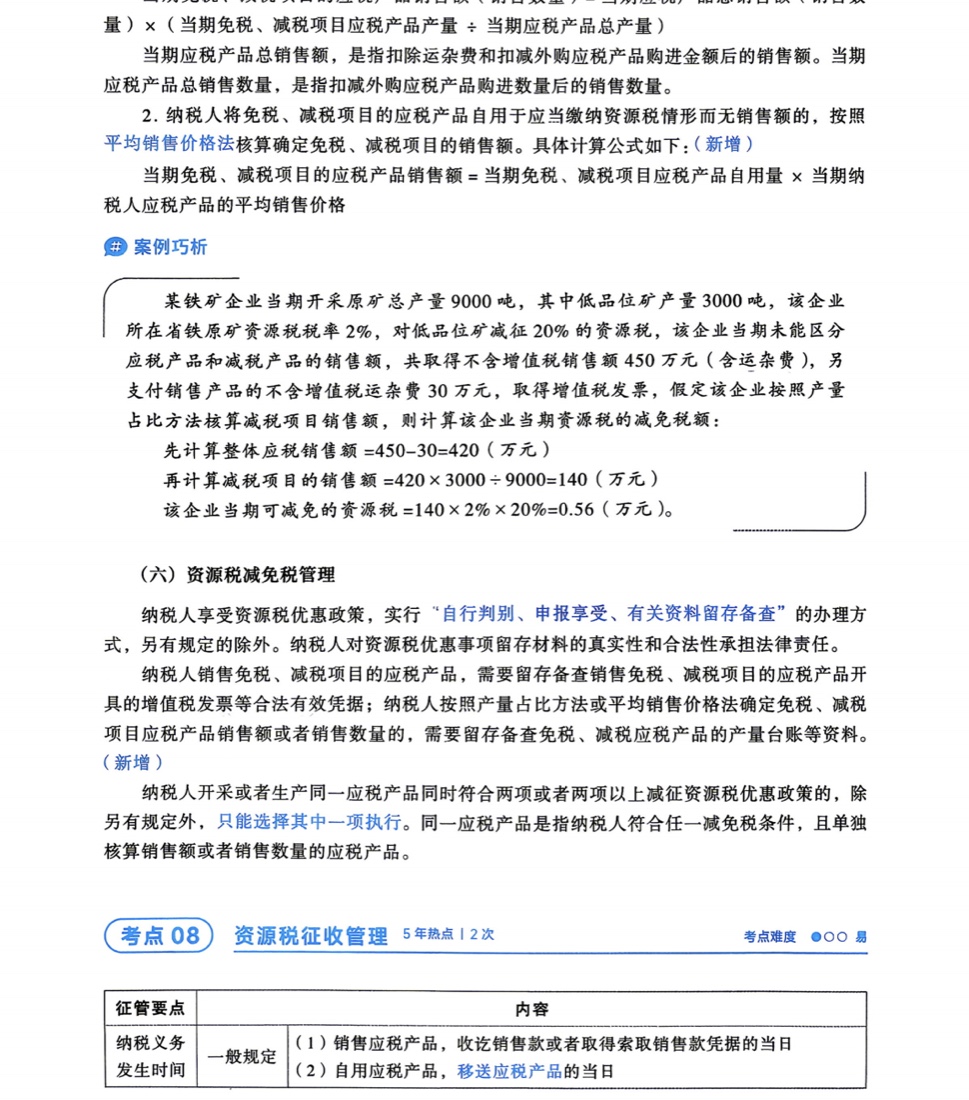 量）×（当期免税、减税项目应税产品产量 ÷ 当期应税产品总产量）
当期应税产品总销售额，是指扣除运杂费和扣减外购应税产品购进金额后的销售额。当期
应税产品总销售数量，是指扣减外购应税产品购进数量后的销售数量。
2. 纳税人将免税、减税项目的应税产品自用于应当缴纳资源税情形而无销售额的，按照
平均销售价格法核算确定免税、减税项目的销售额。具体计算公式如下：（新增）
当期免税、减税项目的应税产品销售额 = 当期免税、减税项目应税产品自用量 × 当期纳
税人应税产品的平均销售价格
# 案例巧析
某铁矿企业当期开采原矿总产量 9000 吨，其中低品位矿产量 3000 吨，该企业
所在省铁原矿资源税税率 2%，对低品位矿减征 20% 的资源税，该企业当期未能区分
应税产品和减税产品的销售额，共取得不含增值税销售额 450 万元（含运杂费），另
支付销售产品的不含增值税运杂费 30 万元，取得增值税发票，假定该企业按照产量
占比方法核算减税项目销售额，则计算该企业当期资源税的减免税额：
先计算整体应税销售额 =450-30=420（万元）
再计算减税项目的销售额 =420×3000÷9000=140（万元）
该企业当期可减免的资源税 =140×2%×20%=0.56（万元）。
（六）资源税减免税管理
纳税人享受资源税优惠政策，实行“自行判别、申报享受、有关资料留存备查”的办理方
式，另有规定的除外。纳税人对资源税优惠事项留存材料的真实性和合法性承担法律责任。
纳税人销售免税、减税项目的应税产品，需要留存备查销售免税、减税项目的应税产品开
具的增值税发票等合法有效凭据；纳税人按照产量占比方法或平均销售价格法确定免税、减税
项目应税产品销售额或者销售数量的，需要留存备查免税、减税应税产品的产量台账等资料。
（新增）
纳税人开采或者生产同一应税产品同时符合两项或者两项以上减征资源税优惠政策的，除
另有规定外，只能选择其中一项执行。同一应税产品是指纳税人符合任一减免税条件，且单独
核算销售额或者销售数量的应税产品。
考点 08 资源税征收管理 5 年热点 | 2 次 考点难度 易
征管要点 内容
纳税义务
发生时间
一般规定
（1）销售应税产品，收讫销售款或者取得索取销售款凭据的当日
（2）自用应税产品，移送应税产品的当日